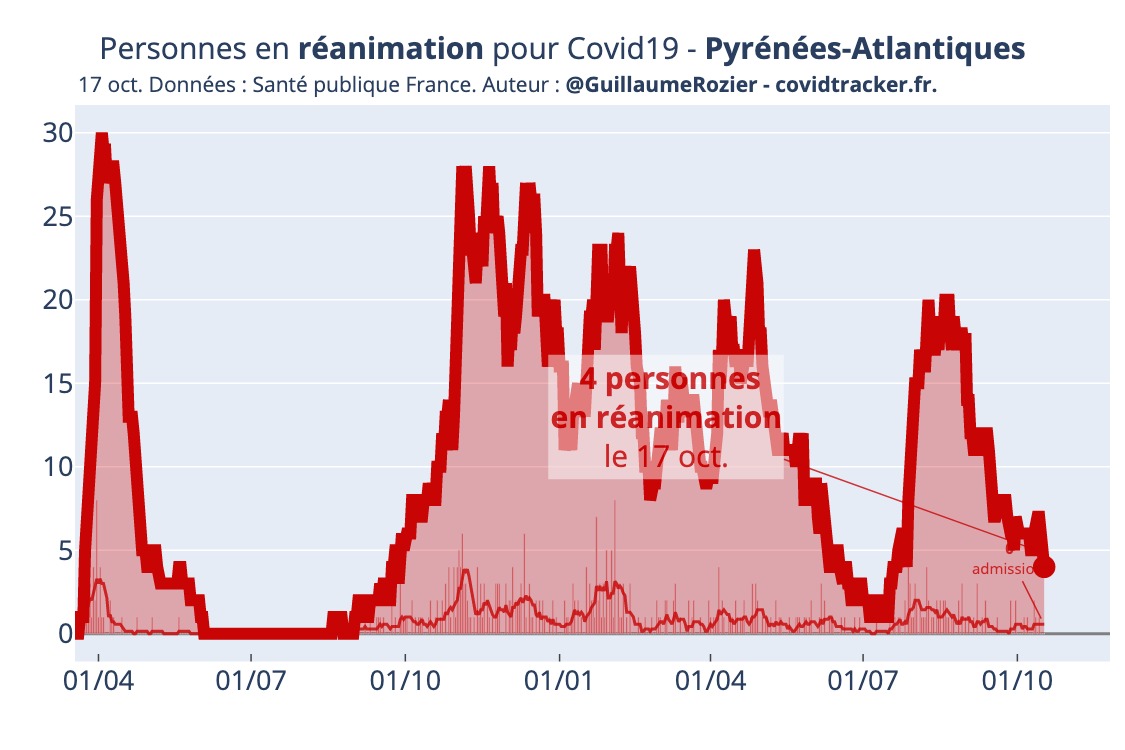 Personnes en réanimation pour Covid19 - Pyrénées-Atlantiques
17 oct. Données : Santé publique France. Auteur : @GuillaumeRozier - covidtracker.fr.
30
25
20
15
10
5
0
4 personnes
en réanimation
le 17 oct.
admissio
01/04
01/07
01/10
01/01
01/04
01/07
01/10